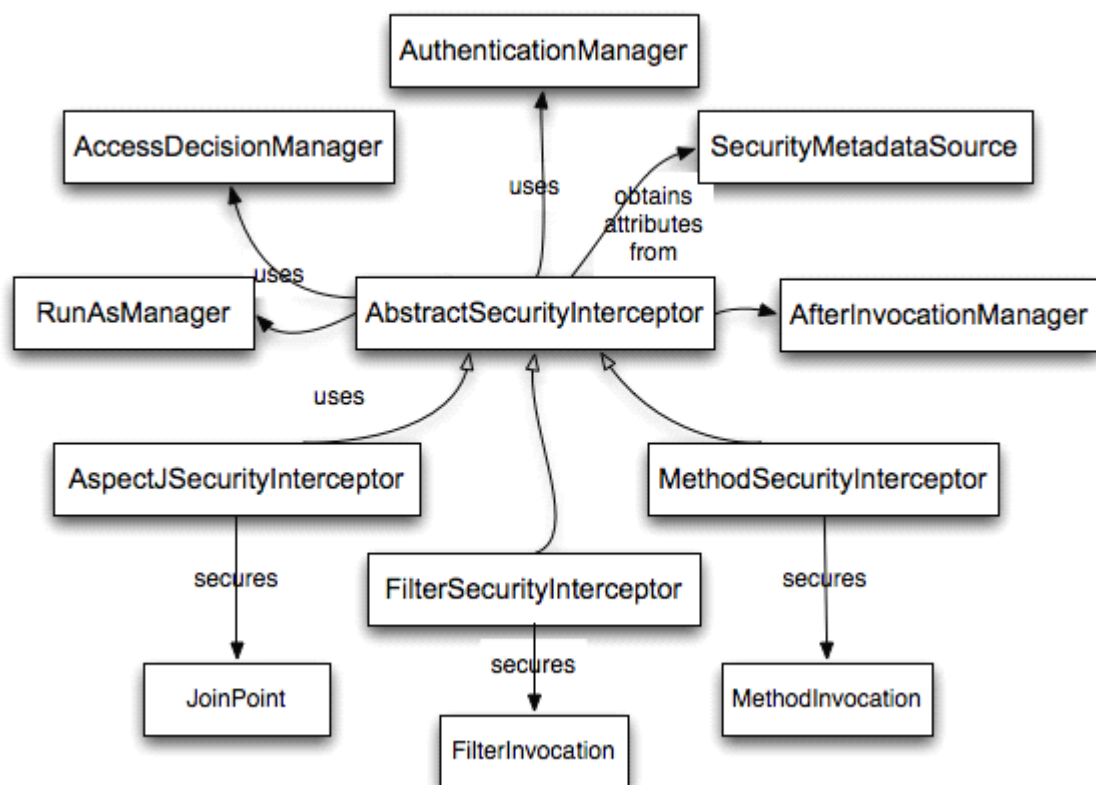 AuthenticationManager
AccessDecisionManager
SecurityMetadataSource
uses
obtains
attributes
from
uses
RunAsManager
AbstractSecurityInterceptor
AfterInvocationManager
uses
AspectJSecurityInterceptor
MethodSecurityInterceptor
secures
FilterSecurityInterceptor
secures
secures
JoinPoint
MethodInvocation
FilterInvocation